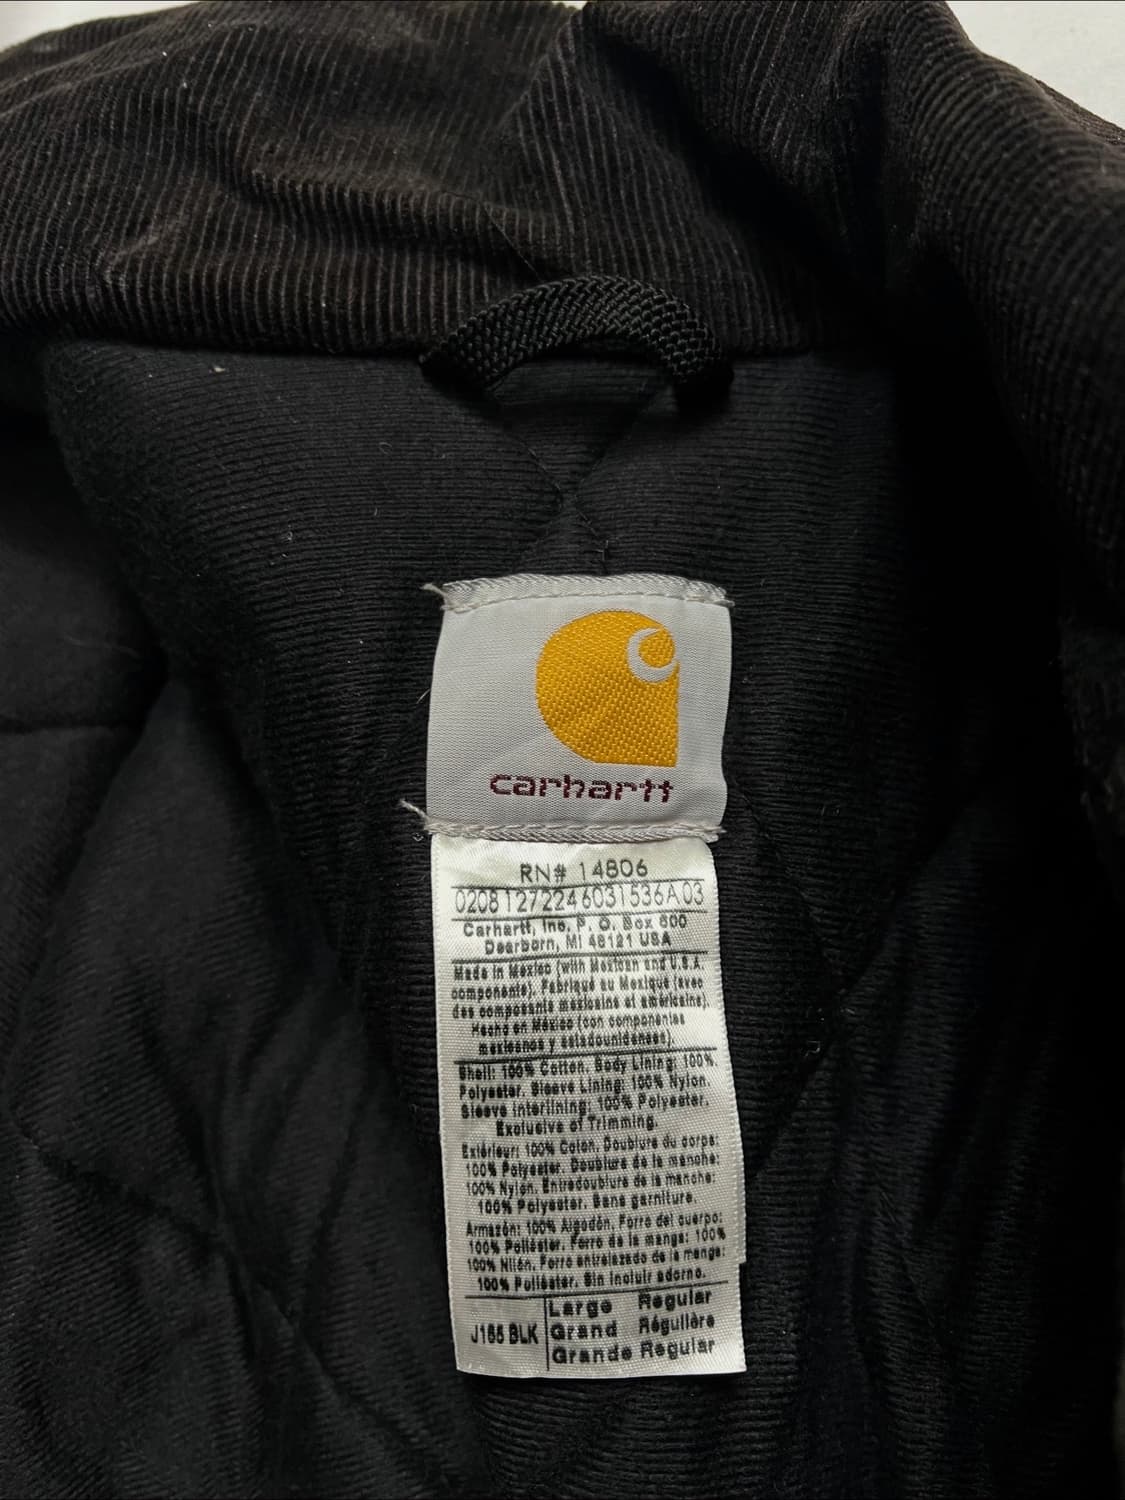 carhartt
RN# 14806
0208127224603 1536A 03
Carhartt, Inc. P. O. Box 600
Dearborn, MI 48121 USA
Made in Mexico (with Mexican and U.S.A.
components). Fabriqué au Mexique (avec
des composants mexicains et américains).
Hecho en México (con componentes
mexicanos y estadounidenses).
Shell: 100% Cotton. Body Lining: 100%
Polyester. Sleeve Lining: 100% Nylon.
Sleeve Interlining: 100% Polyester.
Exclusive of Trimming.
Extérieur: 100% Coton. Doublure du corps:
100% Polyester. Doublure de la manche:
100% Nylon. Entredoublure de la manche:
100% Polyester. Sans garniture.
Armazón: 100% Algodón. Forro del cuerpo:
100% Poliéster. Forro de la manga: 100%
100% Nilón. Forro entrelazado de la manga:
100% Poliéster. Sin incluir adorno.
J165 BLK
Large Regular
Grand Régulière
Grande Regular